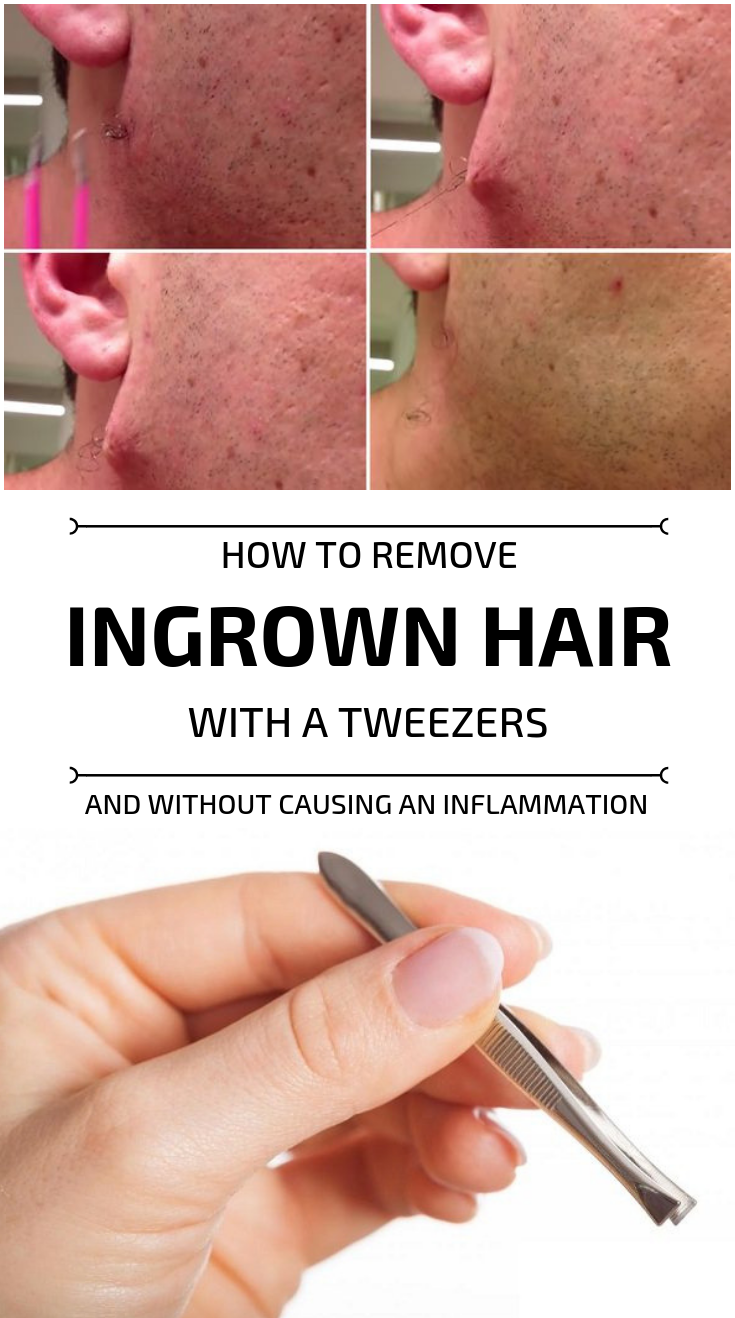 HOW TO REMOVE
INGROWN HAIR
WITH A TWEEZERS
AND WITHOUT CAUSING AN INFLAMMATION